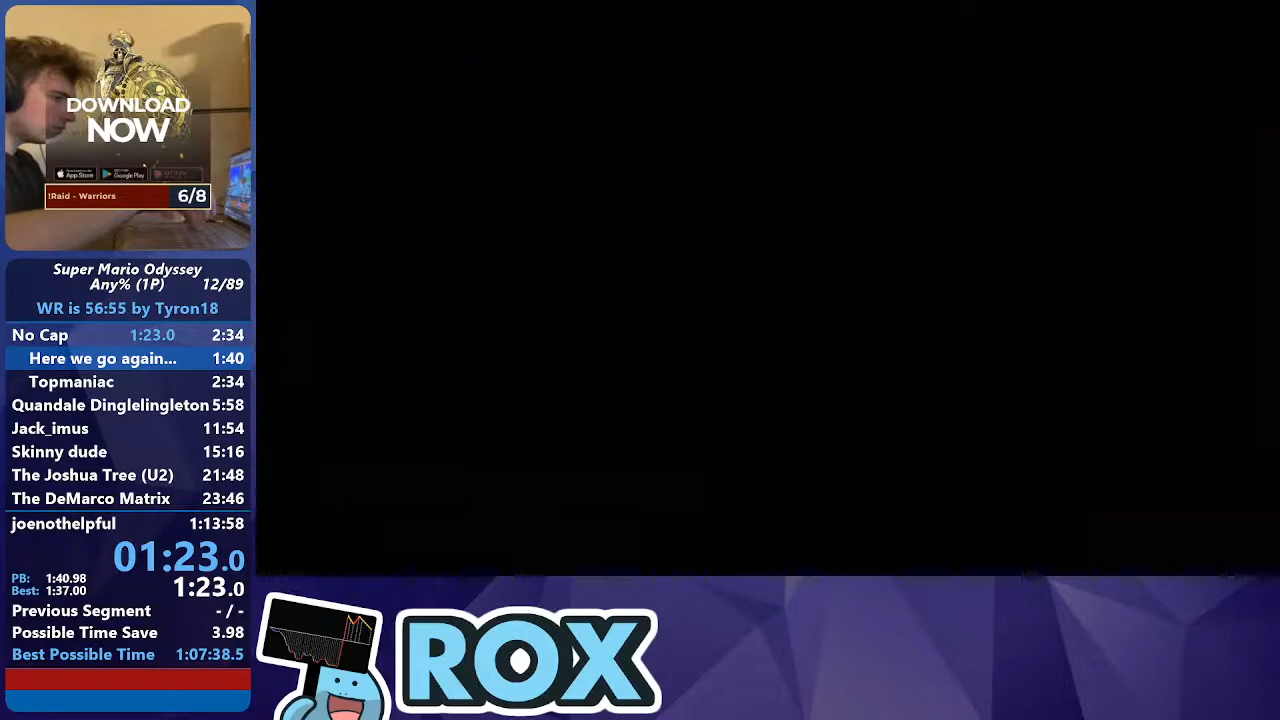 DOWNLOAD
NOW
App Store
Google Play
!Raid - Warriors 6/8
Super Mario Odyssey
Any% (1P) 12/89
WR is 56:55 by Tyron18
No Cap 1:23.0 2:34
Here we go again... 1:40
Topmaniac 2:34
Quandale Dinglelingleton 5:58
Jack_imus 11:54
Skinny dude 15:16
The Joshua Tree (U2) 21:48
The DeMarco Matrix 23:46
joenothelpful 1:13:58
01:23.0
PB: 1:40.98
Best: 1:37.00
1:23.0
Previous Segment - / -
Possible Time Save 3.98
Best Possible Time 1:07:38.5
ROX